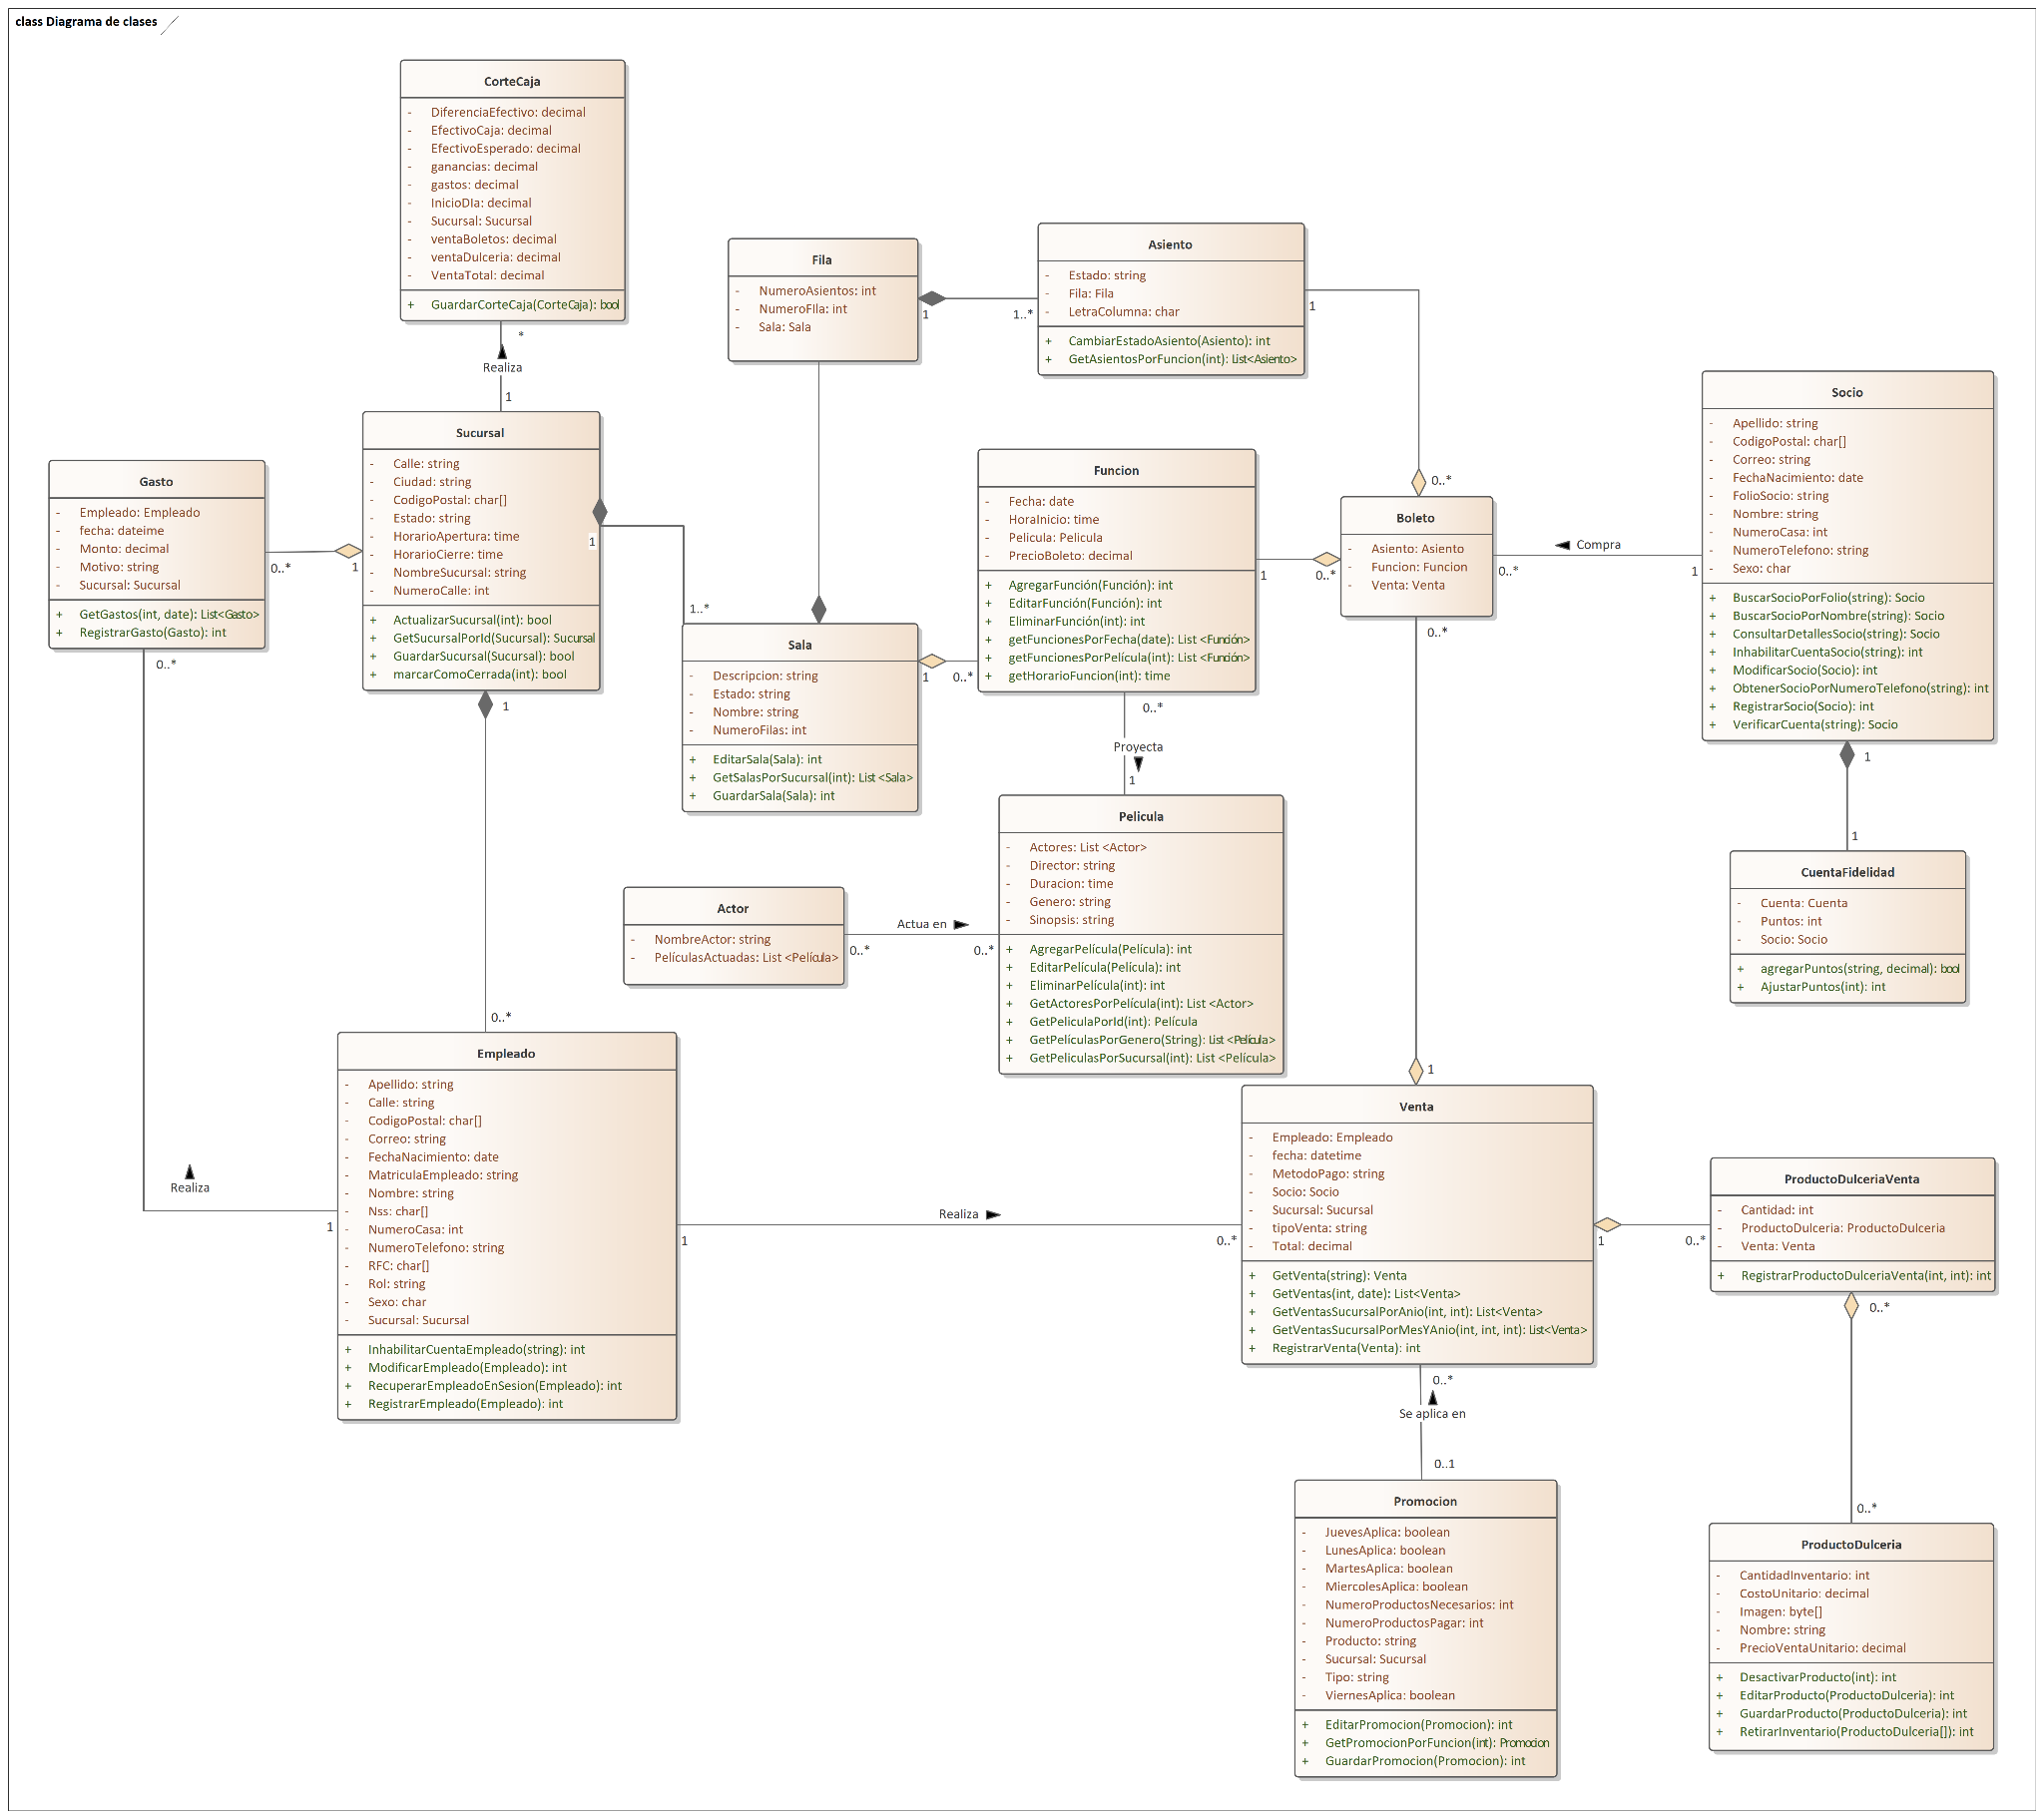 class Diagrama de clases
CorteCaja
- DiferenciaEfectivo: decimal
- EfectivoCaja: decimal
- EfectivoEsperado: decimal
- ganancias: decimal
- gastos: decimal
- InicioDIa: decimal
- Sucursal: Sucursal
- ventaBoletos: decimal
- ventaDulceria: decimal
- VentaTotal: decimal
+ GuardarCorteCaja(CorteCaja): bool
*
Realiza
1
Fila
- NumeroAsientos: int
- NumeroFIla: int
- Sala: Sala
1
1..*
Asiento
- Estado: string
- Fila: Fila
- LetraColumna: char
+ CambiarEstadoAsiento(Asiento): int
+ GetAsientosPorFuncion(int): List<Asiento>
1
0..*
Gasto
- Empleado: Empleado
- fecha: dateime
- Monto: decimal
- Motivo: string
- Sucursal: Sucursal
+ GetGastos(int, date): List<Gasto>
+ RegistrarGasto(Gasto): int
0..*
1
0..*
Sucursal
- Calle: string
- Ciudad: string
- CodigoPostal: char[]
- Estado: string
- HorarioApertura: time
- HorarioCierre: time
- NombreSucursal: string
- NumeroCalle: int
+ ActualizarSucursal(int): bool
+ GetSucursalPorId(Sucursal): Sucursal
+ GuardarSucursal(Sucursal): bool
+ marcarComoCerrada(int): bool
1
1..*
1
Sala
- Descripcion: string
- Estado: string
- Nombre: string
- NumeroFilas: int
+ EditarSala(Sala): int
+ GetSalasPorSucursal(int): List <Sala>
+ GuardarSala(Sala): int
1
0..*
Funcion
- Fecha: date
- HoraInicio: time
- Pelicula: Pelicula
- PrecioBoleto: decimal
+ AgregarFunción(Función): int
+ EditarFunción(Función): int
+ EliminarFunción(int): int
+ getFuncionesPorFecha(date): List <Función>
+ getFuncionesPorPelícula(int): List <Función>
+ getHorarioFuncion(int): time
1
0..*
0..*
Proyecta
1
Boleto
- Asiento: Asiento
- Funcion: Funcion
- Venta: Venta
0..*
Compra
0..*
1
Socio
- Apellido: string
- CodigoPostal: char[]
- Correo: string
- FechaNacimiento: date
- FolioSocio: string
- Nombre: string
- NumeroCasa: int
- NumeroTelefono: string
- Sexo: char
+ BuscarSocioPorFolio(string): Socio
+ BuscarSocioPorNombre(string): Socio
+ ConsultarDetallesSocio(string): Socio
+ InhabilitarCuentaSocio(string): int
+ ModificarSocio(Socio): int
+ ObtenerSocioPorNumeroTelefono(string): int
+ RegistrarSocio(Socio): int
+ VerificarCuenta(string): Socio
1
1
CuentaFidelidad
- Cuenta: Cuenta
- Puntos: int
- Socio: Socio
+ agregarPuntos(string, decimal): bool
+ AjustarPuntos(int): int
Actor
- NombreActor: string
- PelículasActuadas: List <Película>
Actua en
0..*
0..*
Pelicula
- Actores: List <Actor>
- Director: string
- Duracion: time
- Genero: string
- Sinopsis: string
+ AgregarPelícula(Película): int
+ EditarPelícula(Película): int
+ EliminarPelícula(int): int
+ GetActoresPorPelícula(int): List <Actor>
+ GetPeliculaPorId(int): Película
+ GetPelículasPorGenero(String): List <Película>
+ GetPeliculasPorSucursal(int): List <Película>
0..*
Empleado
- Apellido: string
- Calle: string
- CodigoPostal: char[]
- Correo: string
- FechaNacimiento: date
- MatriculaEmpleado: string
- Nombre: string
- Nss: char[]
- NumeroCasa: int
- NumeroTelefono: string
- RFC: char[]
- Rol: string
- Sexo: char
- Sucursal: Sucursal
+ InhabilitarCuentaEmpleado(string): int
+ ModificarEmpleado(Empleado): int
+ RecuperarEmpleadoEnSesion(Empleado): int
+ RegistrarEmpleado(Empleado): int
Realiza
1
1
Realiza
0..*
1
Venta
- Empleado: Empleado
- fecha: datetime
- MetodoPago: string
- Socio: Socio
- Sucursal: Sucursal
- tipoVenta: string
- Total: decimal
+ GetVenta(string): Venta
+ GetVentas(int, date): List<Venta>
+ GetVentasSucursalPorAnio(int, int): List<Venta>
+ GetVentasSucursalPorMesYAnio(int, int, int): List<Venta>
+ RegistrarVenta(Venta): int
1
0..*
ProductoDulceriaVenta
- Cantidad: int
- ProductoDulceria: ProductoDulceria
- Venta: Venta
+ RegistrarProductoDulceriaVenta(int, int): int
0..*
0..*
0..*
Se aplica en
0..1
Promocion
- JuevesAplica: boolean
- LunesAplica: boolean
- MartesAplica: boolean
- MiercolesAplica: boolean
- NumeroProductosNecesarios: int
- NumeroProductosPagar: int
- Producto: string
- Sucursal: Sucursal
- Tipo: string
- ViernesAplica: boolean
+ EditarPromocion(Promocion): int
+ GetPromocionPorFuncion(int): Promocion
+ GuardarPromocion(Promocion): int
ProductoDulceria
- CantidadInventario: int
- CostoUnitario: decimal
- Imagen: byte[]
- Nombre: string
- PrecioVentaUnitario: decimal
+ DesactivarProducto(int): int
+ EditarProducto(ProductoDulceria): int
+ GuardarProducto(ProductoDulceria): int
+ RetirarInventario(ProductoDulceria[]): int